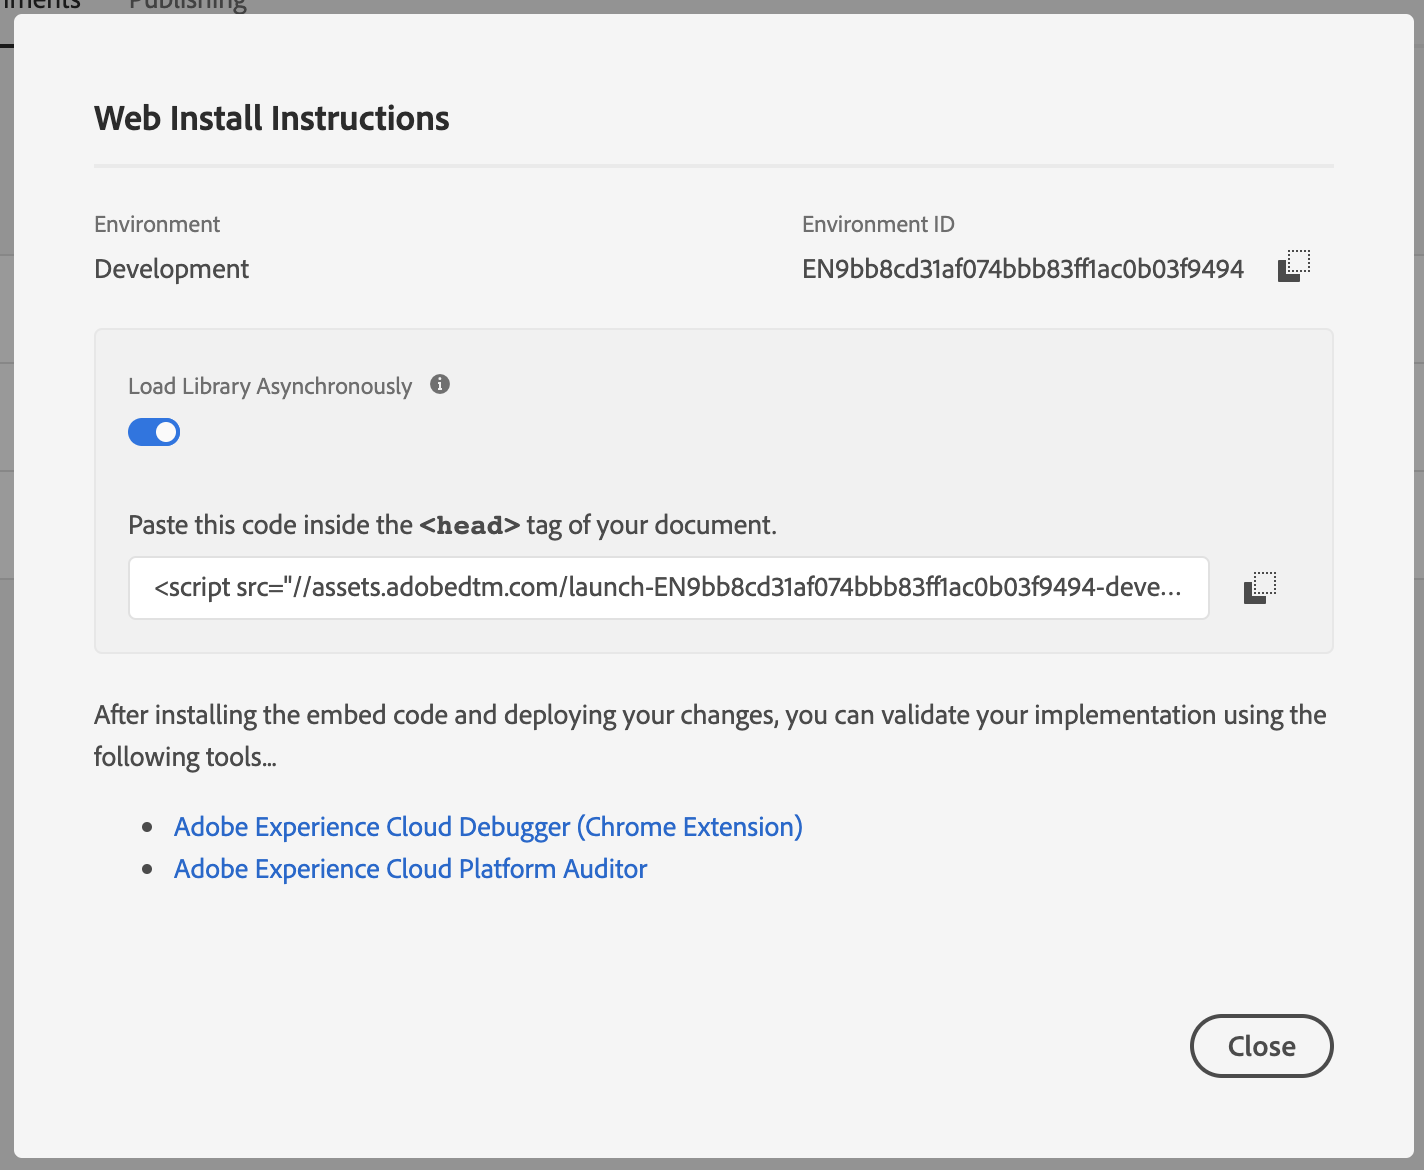 Publishing
Web Install Instructions
Environment
Environment ID
Development
EN9bb8cd31af074bbb83ff1ac0b03f9494
Load Library Asynchronously
Paste this code inside the <head> tag of your document.
<script src="//assets.adobedtm.com/launch-EN9bb8cd31af074bbb83ff1ac0b03f9494-deve...
After installing the embed code and deploying your changes, you can validate your implementation using the
following tools...
Adobe Experience Cloud Debugger (Chrome Extension)
Adobe Experience Cloud Platform Auditor
Close